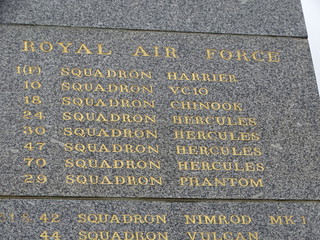 ROYAL AIR FORCE
1(F) SQUADRON HARRIER
10 SQUADRON VC10
18 SQUADRON CHINOOK
24 SQUADRON HERCULES
30 SQUADRON HERCULES
47 SQUADRON HERCULES
70 SQUADRON HERCULES
29 SQUADRON PHANTOM
42 SQUADRON NIMROD MK 1
44 SQUADRON VULCAN